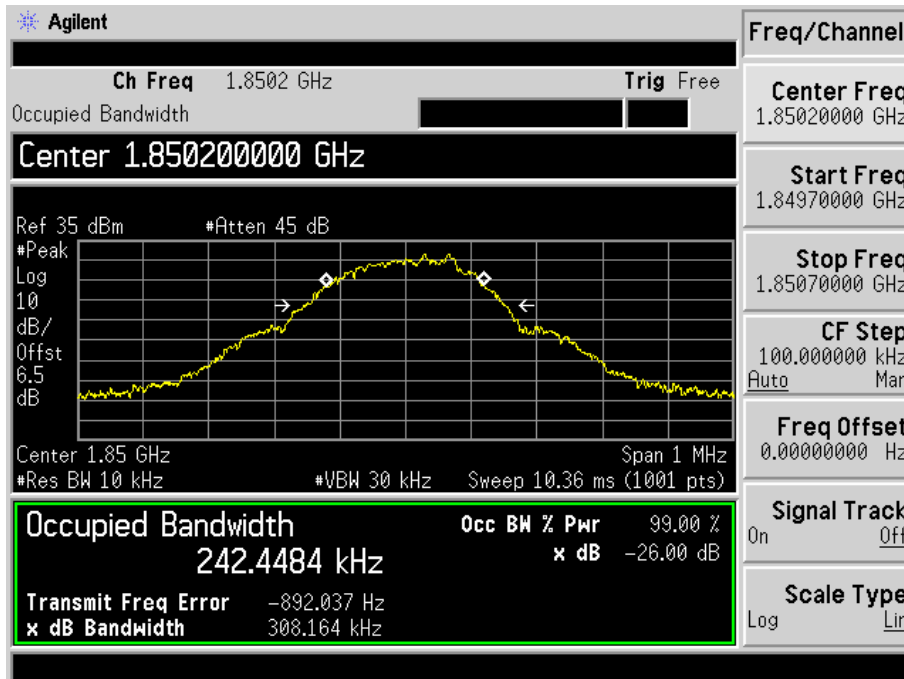 Agilent
Freq/Channel
Ch Freq 1.8502 GHz Trig Free
Occupied Bandwidth
Center 1.850200000 GHz
Ref 35 dBm #Atten 45 dB
#Peak
Log
10
dB/
Offst
6.5
dB
Center 1.85 GHz Span 1 MHz
#Res BW 10 kHz #VBW 30 kHz Sweep 10.36 ms (1001 pts)
Occupied Bandwidth Occ BW % Pwr 99.00 %
242.4484 kHz x dB -26.00 dB
Transmit Freq Error -892.037 Hz
x dB Bandwidth 308.164 kHz
Center Freq
1.85020000 GHz
Start Freq
1.84970000 GHz
Stop Freq
1.85070000 GHz
CF Step
100.000000 kHz
Auto Man
Freq Offset
0.00000000 Hz
Signal Track
On Off
Scale Type
Log Lin